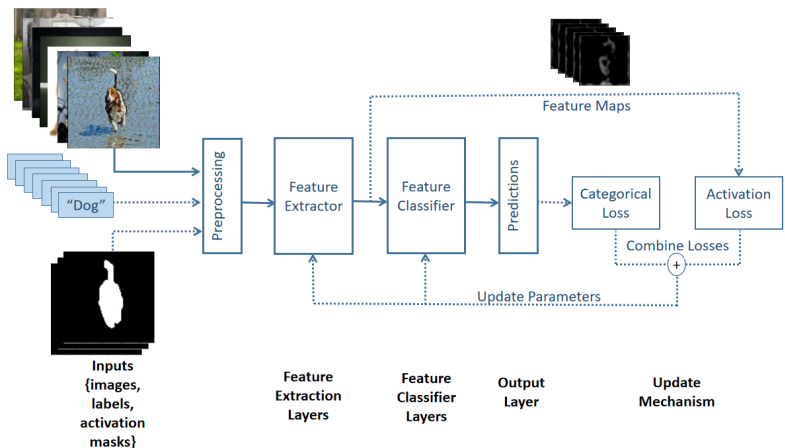 Feature Maps
"Dog"
Preprocessing
Feature
Extractor
Feature
Classifier
Predictions
Categorical
Loss
Activation
Loss
Combine Losses
+
Update Parameters
Inputs
{images,
labels,
activation
masks}
Feature
Extraction
Layers
Feature
Classifier
Layers
Output
Layer
Update
Mechanism